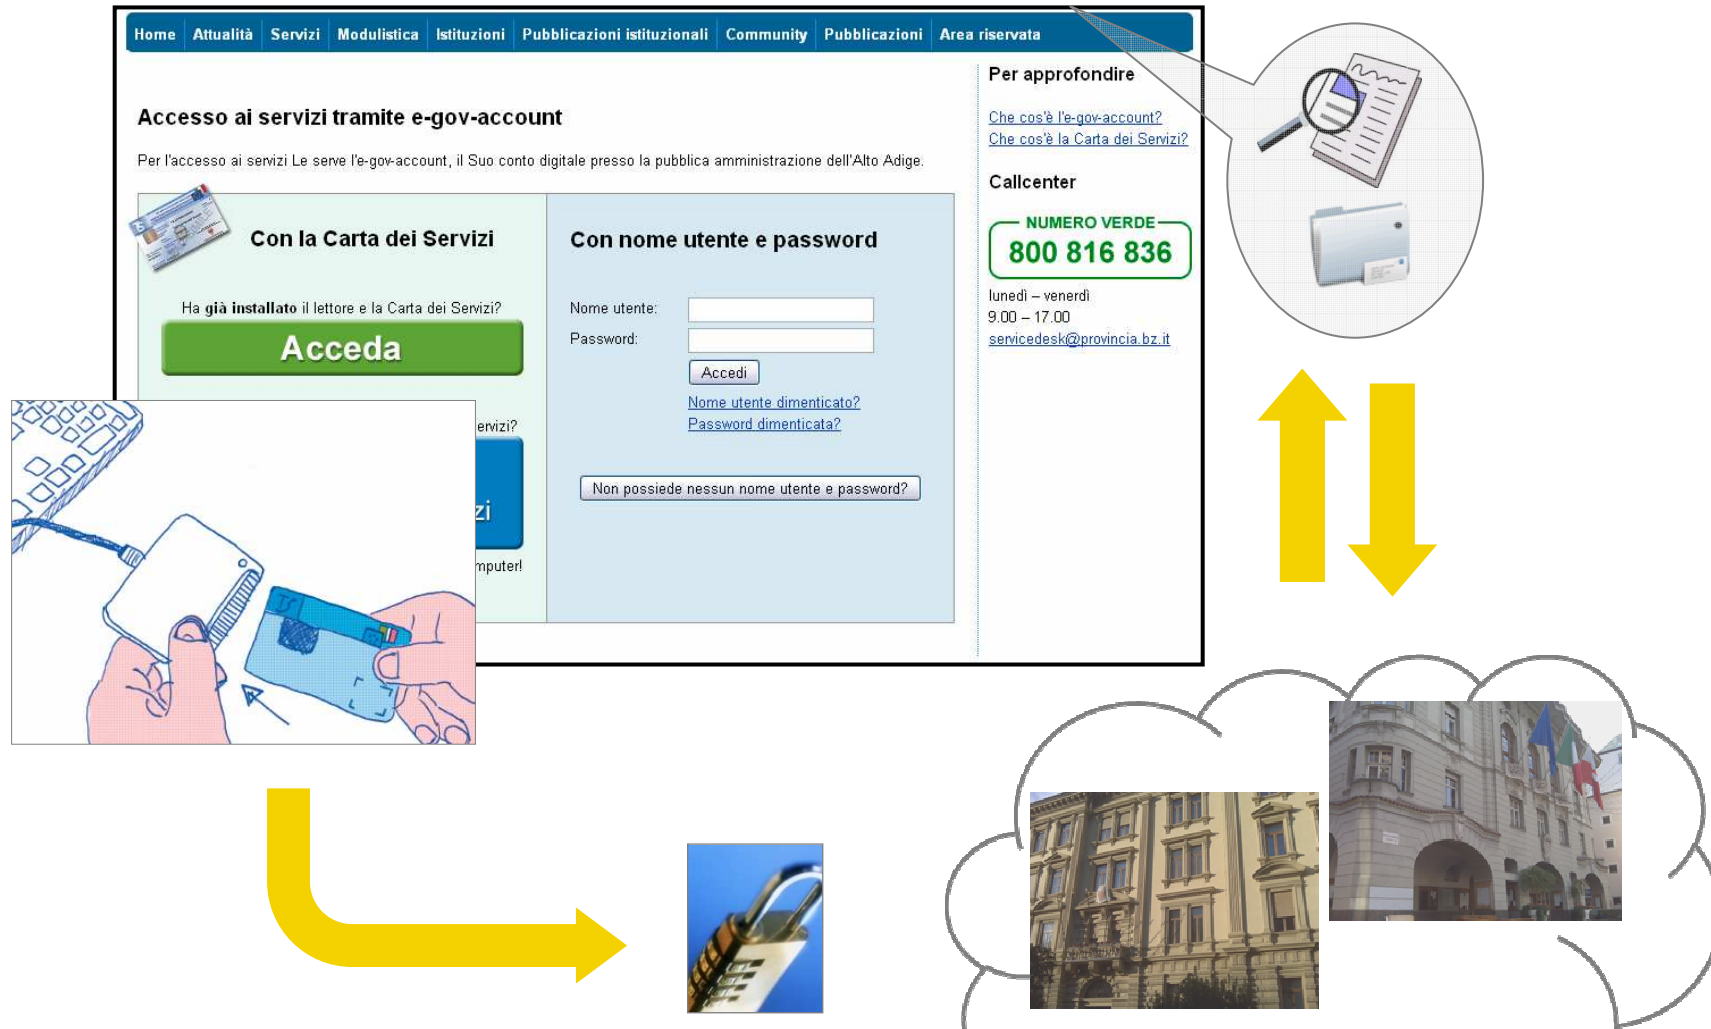 Home Attualità Servizi Modulistica Istituzioni Pubblicazioni istituzionali Community Pubblicazioni Area riservata
Accesso ai servizi tramite e-gov-account
Per l'accesso ai servizi Le serve l'e-gov-account, il Suo conto digitale presso la pubblica amministrazione dell'Alto Adige.
Con la Carta dei Servizi
Ha già installato il lettore e la Carta dei Servizi?
Acceda
ervizi?
zi
mputer!
TS
Con nome utente e password
Nome utente:
Password:
Accedi
Nome utente dimenticato?
Password dimenticata?
Non possiede nessun nome utente e password?
Per approfondire
Che cos'è l'e-gov-account?
Che cos'è la Carta dei Servizi?
Callcenter
NUMERO VERDE
800 816 836
lunedì – venerdì
9.00 – 17.00
servicedesk@provincia.bz.it